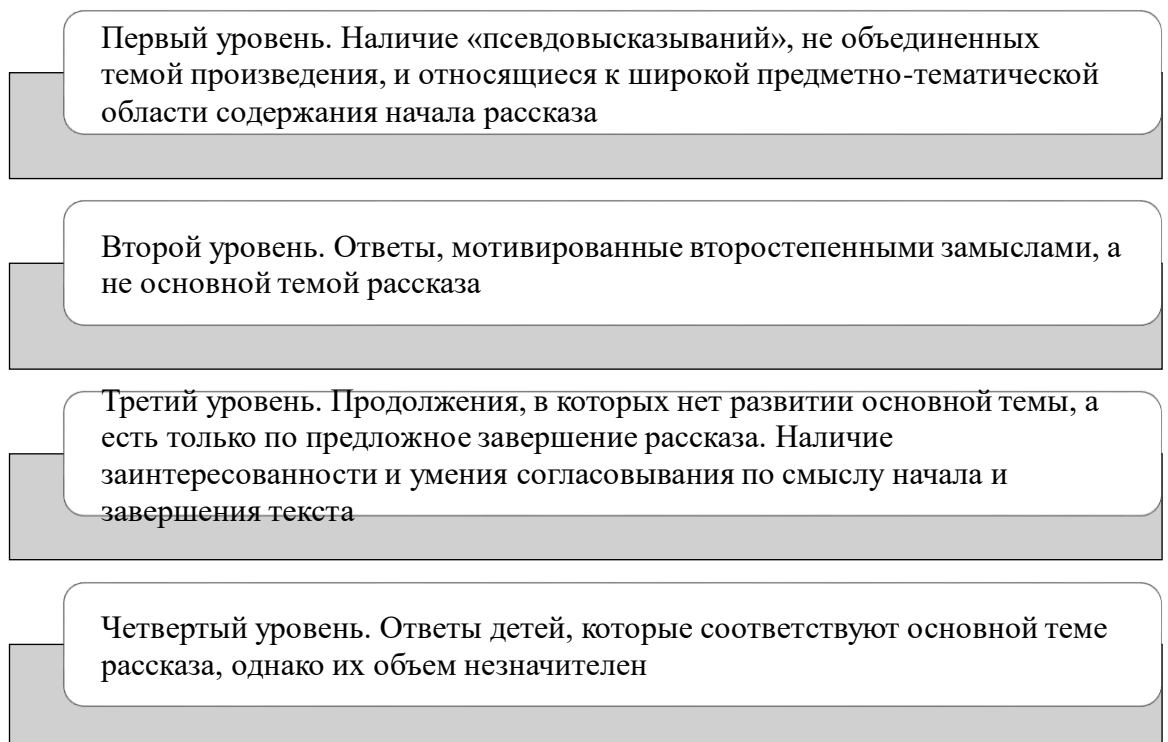 Первый уровень. Наличие «псевдовысказываний», не объединенных
темой произведения, и относящиеся к широкой предметно-тематической
области содержания начала рассказа
Второй уровень. Ответы, мотивированные второстепенными замыслами, а
не основной темой рассказа
Третий уровень. Продолжения, в которых нет развитии основной темы, а
есть только по предложное завершение рассказа. Наличие
заинтересованности и умения согласовывания по смыслу начала и
завершения текста
Четвертый уровень. Ответы детей, которые соответствуют основной теме
рассказа, однако их объем незначителен